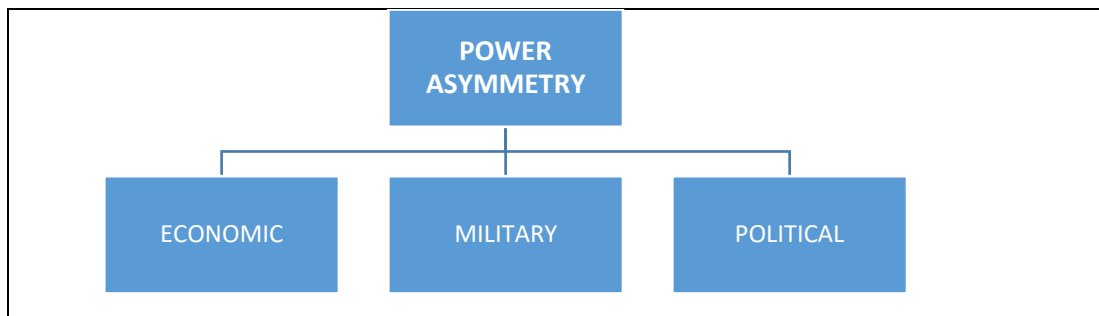 POWER
ASYMMETRY
ECONOMIC
MILITARY
POLITICAL